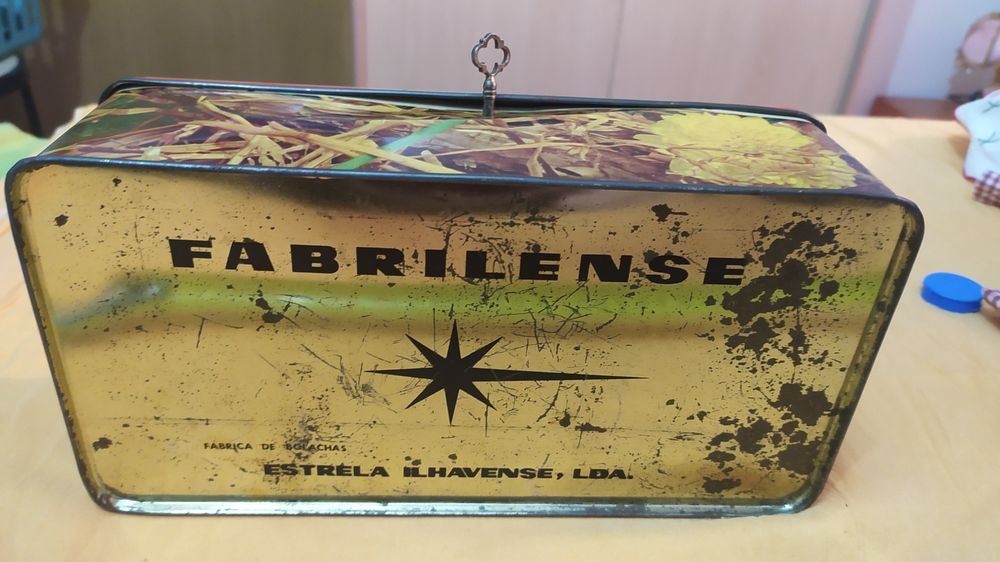 FABRILENSE
FABRICA DE BOLACHAS
ESTRELA ILHAVENSE, LDA.